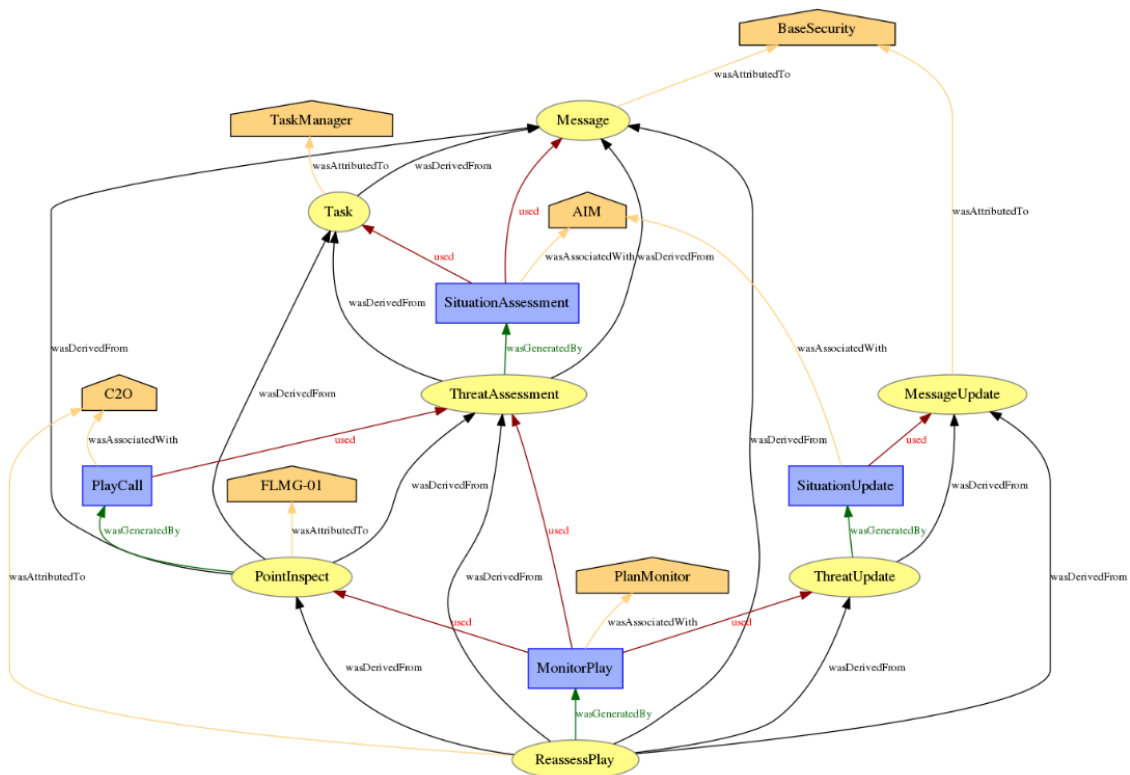 BaseSecurity
wasAttributedTo
TaskManager
Message
wasAttributedTo
wasDerivedFrom
Task
used
AIM
wasAttributedTo
used
wasAssociatedWith
wasDerivedFrom
SituationAssessment
wasDerivedFrom
wasDerivedFrom
wasGeneratedBy
wasAssociatedWith
wasDerivedFrom
C2O
ThreatAssessment
MessageUpdate
wasAssociatedWith
used
wasDerivedFrom
used
PlayCall
FLMG-01
wasDerivedFrom
SituationUpdate
wasDerivedFrom
wasGeneratedBy
wasAttributedTo
used
wasGeneratedBy
wasAttributedTo
PointInspect
wasDerivedFrom
PlanMonitor
ThreatUpdate
wasDerivedFrom
used
wasAssociatedWith
used
wasDerivedFrom
MonitorPlay
wasDerivedFrom
wasGeneratedBy
ReassessPlay